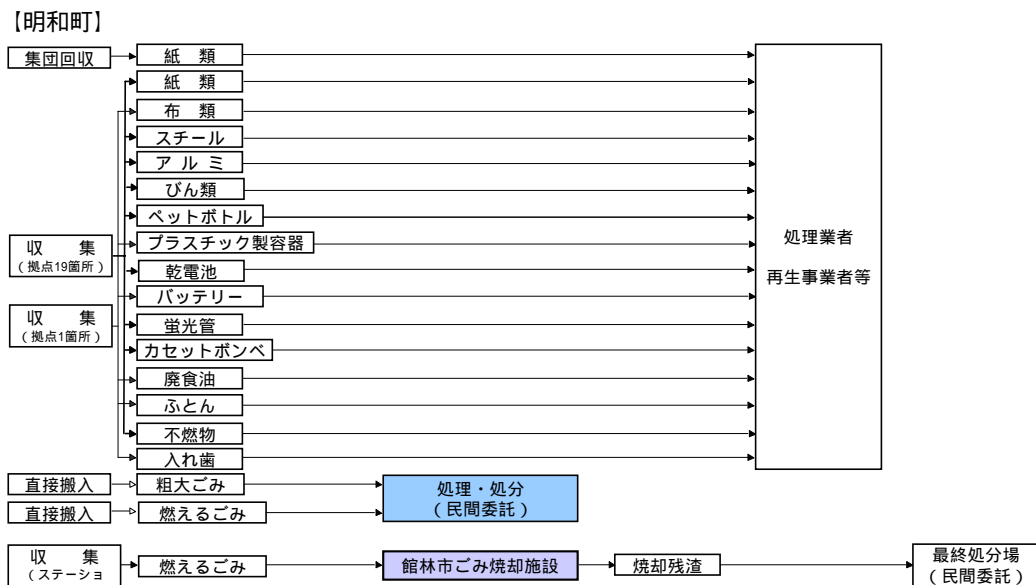 【明和町】
集団回収
紙　類
紙　類
布　類
スチール
ア ル ミ
びん類
ペットボトル
プラスチック製容器
乾電池
バッテリー
蛍光管
カセットボンベ
廃食油
ふとん
不燃物
入れ歯
収　　集
（拠点19箇所）
収　　集
（拠点1箇所）
処理業者
再生事業者等
直接搬入
粗大ごみ
直接搬入
燃えるごみ
処理・処分
（民間委託）
収　　集
（ステーショ
燃えるごみ
館林市ごみ焼却施設
焼却残渣
最終処分場
（民間委託）